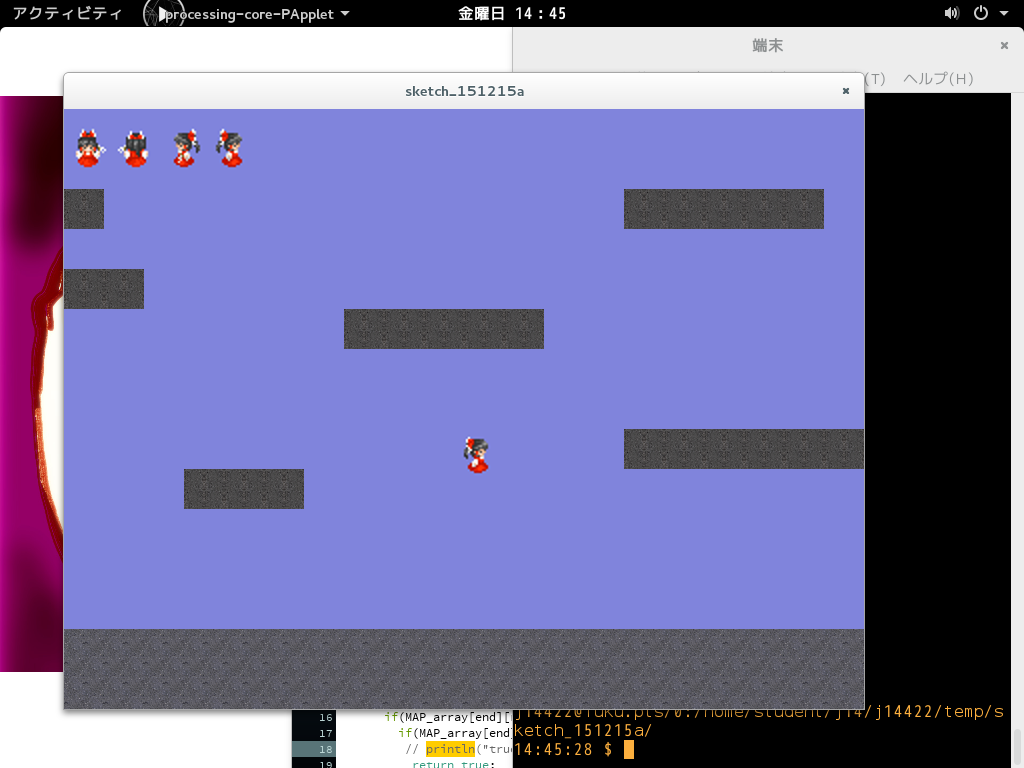 アクティビティ
processing-core-PApplet
金曜日 14:45
端末
(T) ヘルプ(H)
sketch_151215a
16 if(MAP_array[end][
17 if(MAP_array[end]
18 // println("true
19 return true;
j14422@fuku.pts/0:/home/student/j14/j14422/temp/s
ketch_151215a/
14:45:28 $